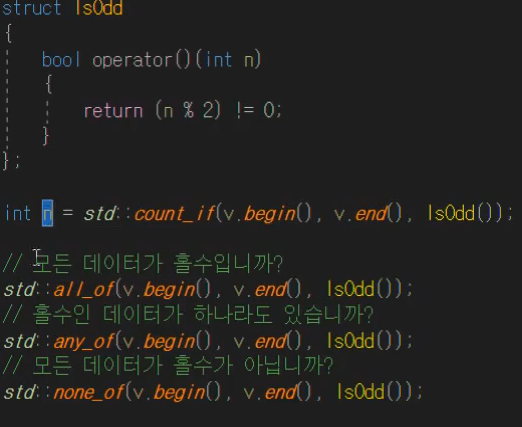 struct IsOdd
{
bool operator()(int n)
{
return (n % 2) != 0;
}
};
int n = std::count_if(v.begin(), v.end(), IsOdd());
// 모든 데이터가 홀수입니까?
std::all_of(v.begin(), v.end(), IsOdd());
// 홀수인 데이터가 하나라도 있습니까?
std::any_of(v.begin(), v.end(), IsOdd());
// 모든 데이터가 홀수가 아닙니까?
std::none_of(v.begin(), v.end(), IsOdd());